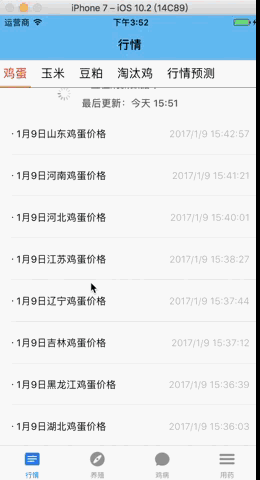 iPhone 7 – iOS 10.2 (14C89)
运营商 下午3:52
行情
鸡蛋 玉米 豆粕 淘汰鸡 行情预测
最后更新：今天 15:51
· 1月9日山东鸡蛋价格 2017/1/9 15:42:57
· 1月9日河南鸡蛋价格 2017/1/9 15:41:21
· 1月9日河北鸡蛋价格 2017/1/9 15:40:01
· 1月9日江苏鸡蛋价格 2017/1/9 15:38:27
· 1月9日辽宁鸡蛋价格 2017/1/9 15:37:44
· 1月9日吉林鸡蛋价格 2017/1/9 15:37:12
· 1月9日黑龙江鸡蛋价格 2017/1/9 15:36:39
· 1月9日湖北鸡蛋价格 2017/1/9 15:36:03
行情 养殖 鸡病 用药